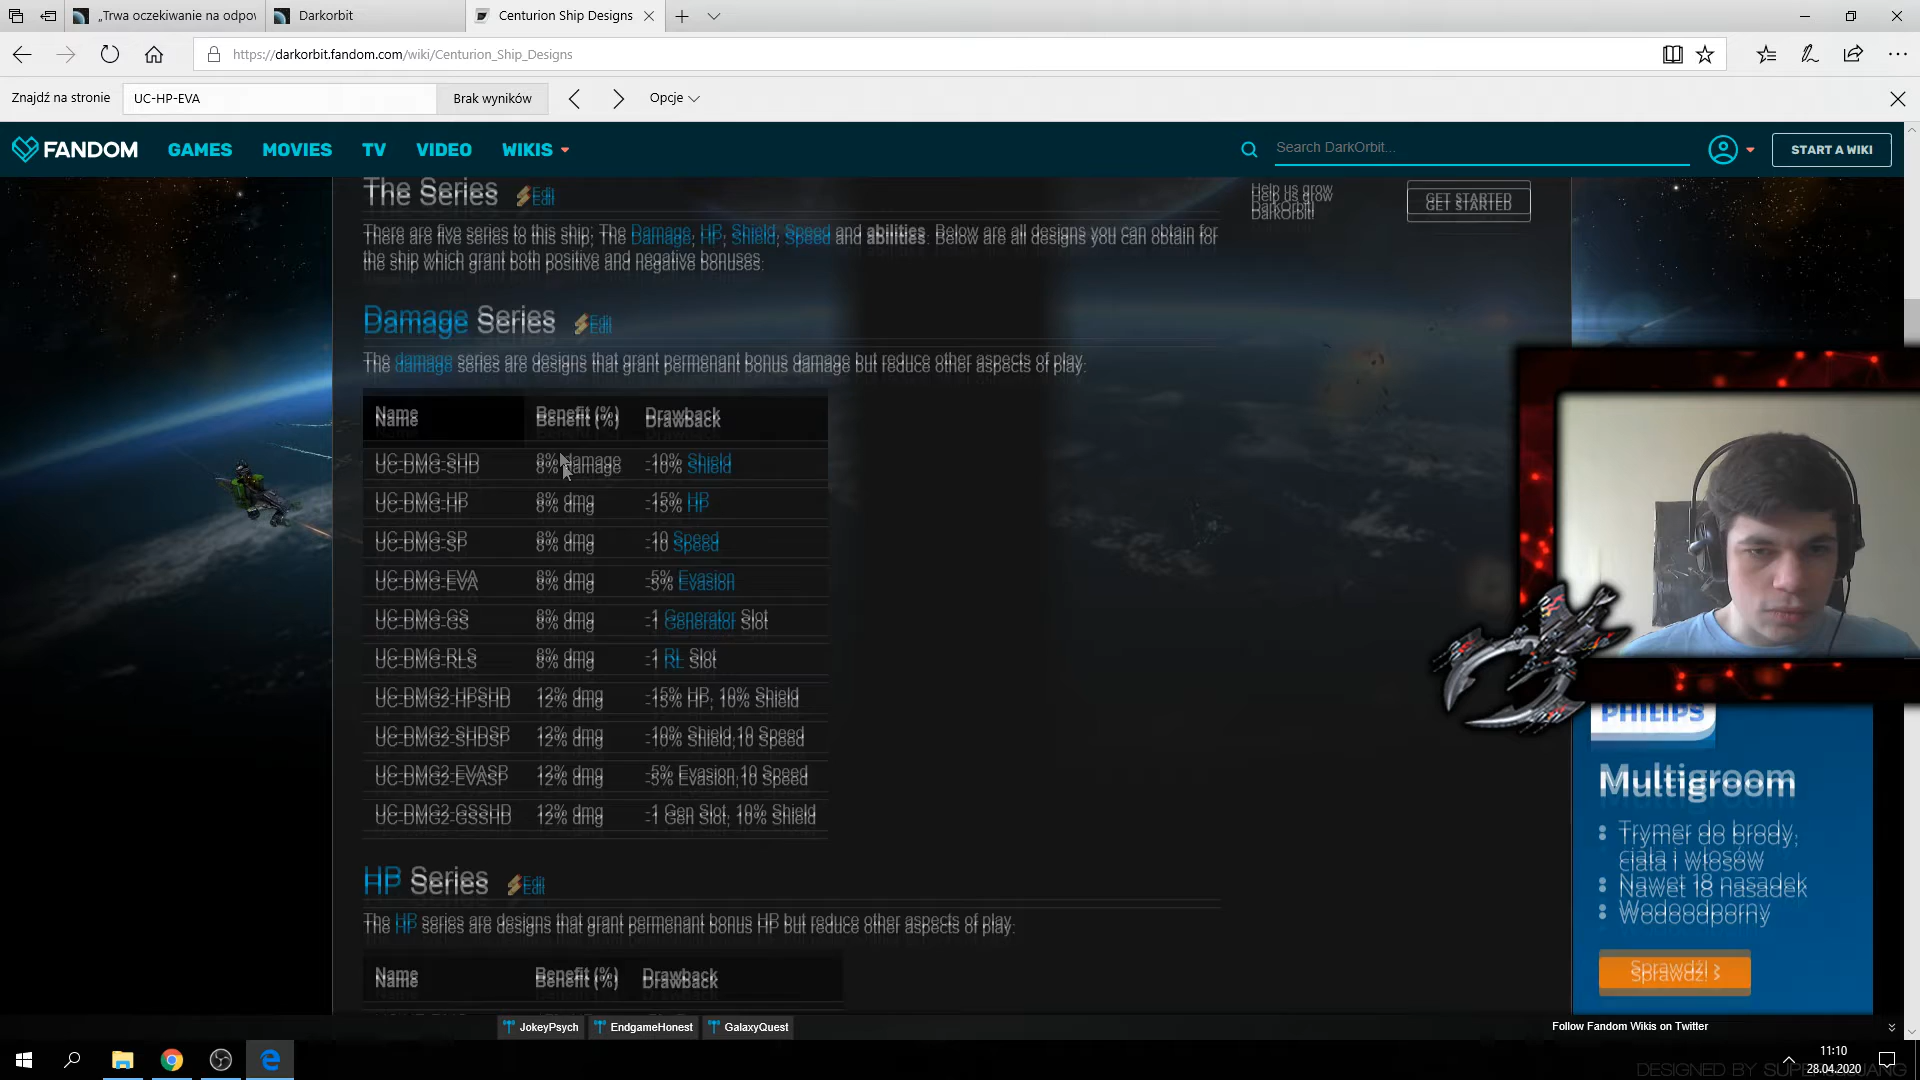 „Trwa oczekiwanie na odpov
Darkorbit
Centurion Ship Designs
https://darkorbit.fandom.com/wiki/Centurion_Ship_Designs
Znajdź na stronie
UC-HP-EVA
Brak wyników
Opcje
FANDOM
GAMES
MOVIES
TV
VIDEO
WIKIS
Search DarkOrbit...
START A WIKI
The Series
Edit
Help us grow
DarkOrbit!
GET STARTED
There are five series to this ship; The Damage, HP, Shield, Speed and abilities. Below are all designs you can obtain for
the ship which grant both positive and negative bonuses.
Damage Series
Edit
The damage series are designs that grant permenant bonus damage but reduce other aspects of play:
Name Benefit (%) Drawback
UC-DMG-SHD 8% damage -10% Shield
UC-DMG-HP 8% dmg -15% HP
UC-DMG-SP 8% dmg -10 Speed
UC-DMG-EVA 8% dmg -5% Evasion
UC-DMG-GS 8% dmg -1 Generator Slot
UC-DMG-RLS 8% dmg -1 RL Slot
UC-DMG2-HPSHD 12% dmg -15% HP, 10% Shield
UC-DMG2-SHDSP 12% dmg -10% Shield,10 Speed
UC-DMG2-EVASP 12% dmg -5% Evasion,10 Speed
UC-DMG2-GSSHD 12% dmg -1 Gen Slot, 10% Shield
HP Series
Edit
The HP series are designs that grant permenant bonus HP but reduce other aspects of play:
Name Benefit (%) Drawback
PHILIPS
Multigroom
Trymer do brody,
ciała i włosów
Nawet 18 nasadek
Wodoodporny
Sprawdź! >
JokeyPsych
EndgameHonest
GalaxyQuest
Follow Fandom Wikis on Twitter
11:10
28.04.2020
DESIGNED BY